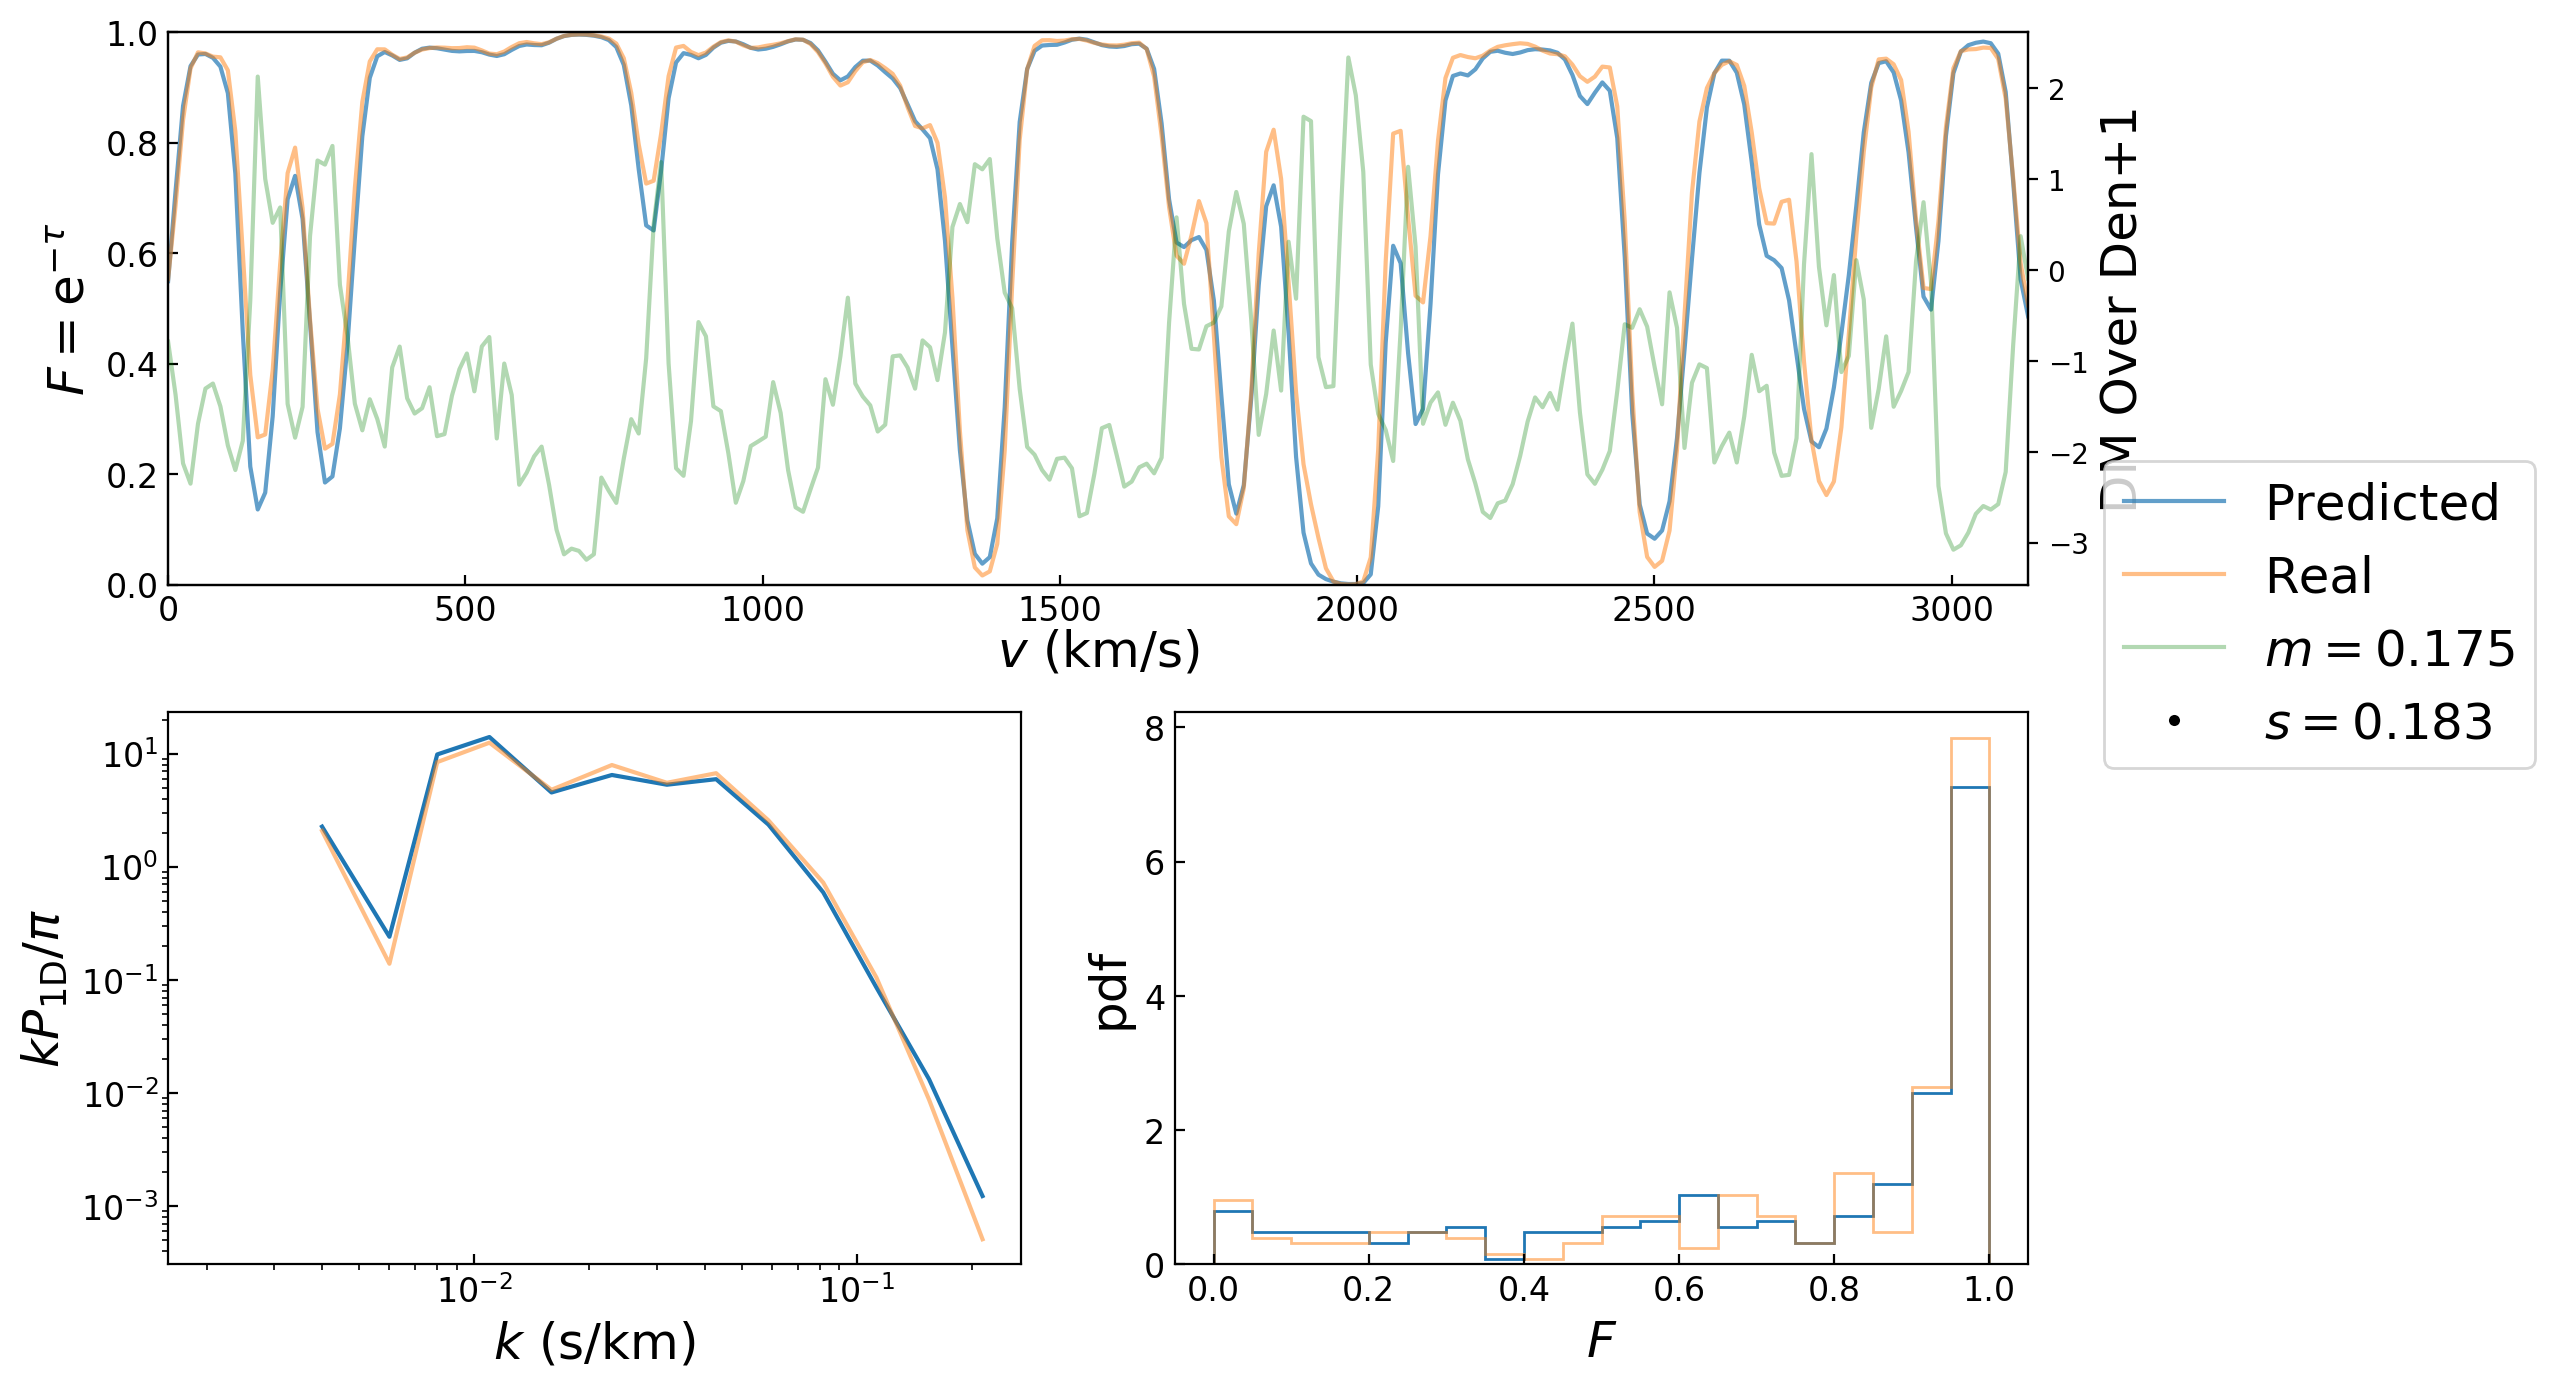 1.0
0.8
0.6
0.4
0.2
0.0
F = e^{-τ}
0 500 1000 1500 2000 2500 3000
v (km/s)
2
1
0
−1
−2
−3
DM Over Den+1
Predicted
Real
m = 0.175
s = 0.183
10^1
10^0
10^{-1}
10^{-2}
10^{-3}
kP_{1D}/π
10^{-2} 10^{-1}
k (s/km)
8
6
4
2
0
pdf
0.0 0.2 0.4 0.6 0.8 1.0
F